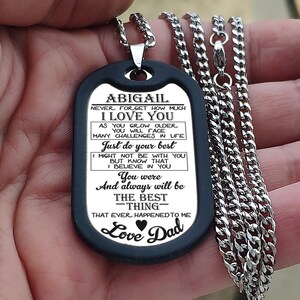 ABIGAIL
NEVER FORGET HOW MUCH
I LOVE YOU
AS YOU GROW OLDER
YOU WILL FACE
MANY CHALLENGES IN LIFE
Just do your best
I MIGHT NOT BE WITH YOU
BUT KNOW THAT
I BELIEVE IN YOU
You were
And always will be
THE BEST
THING
THAT EVER HAPPENED TO ME
Love Dad